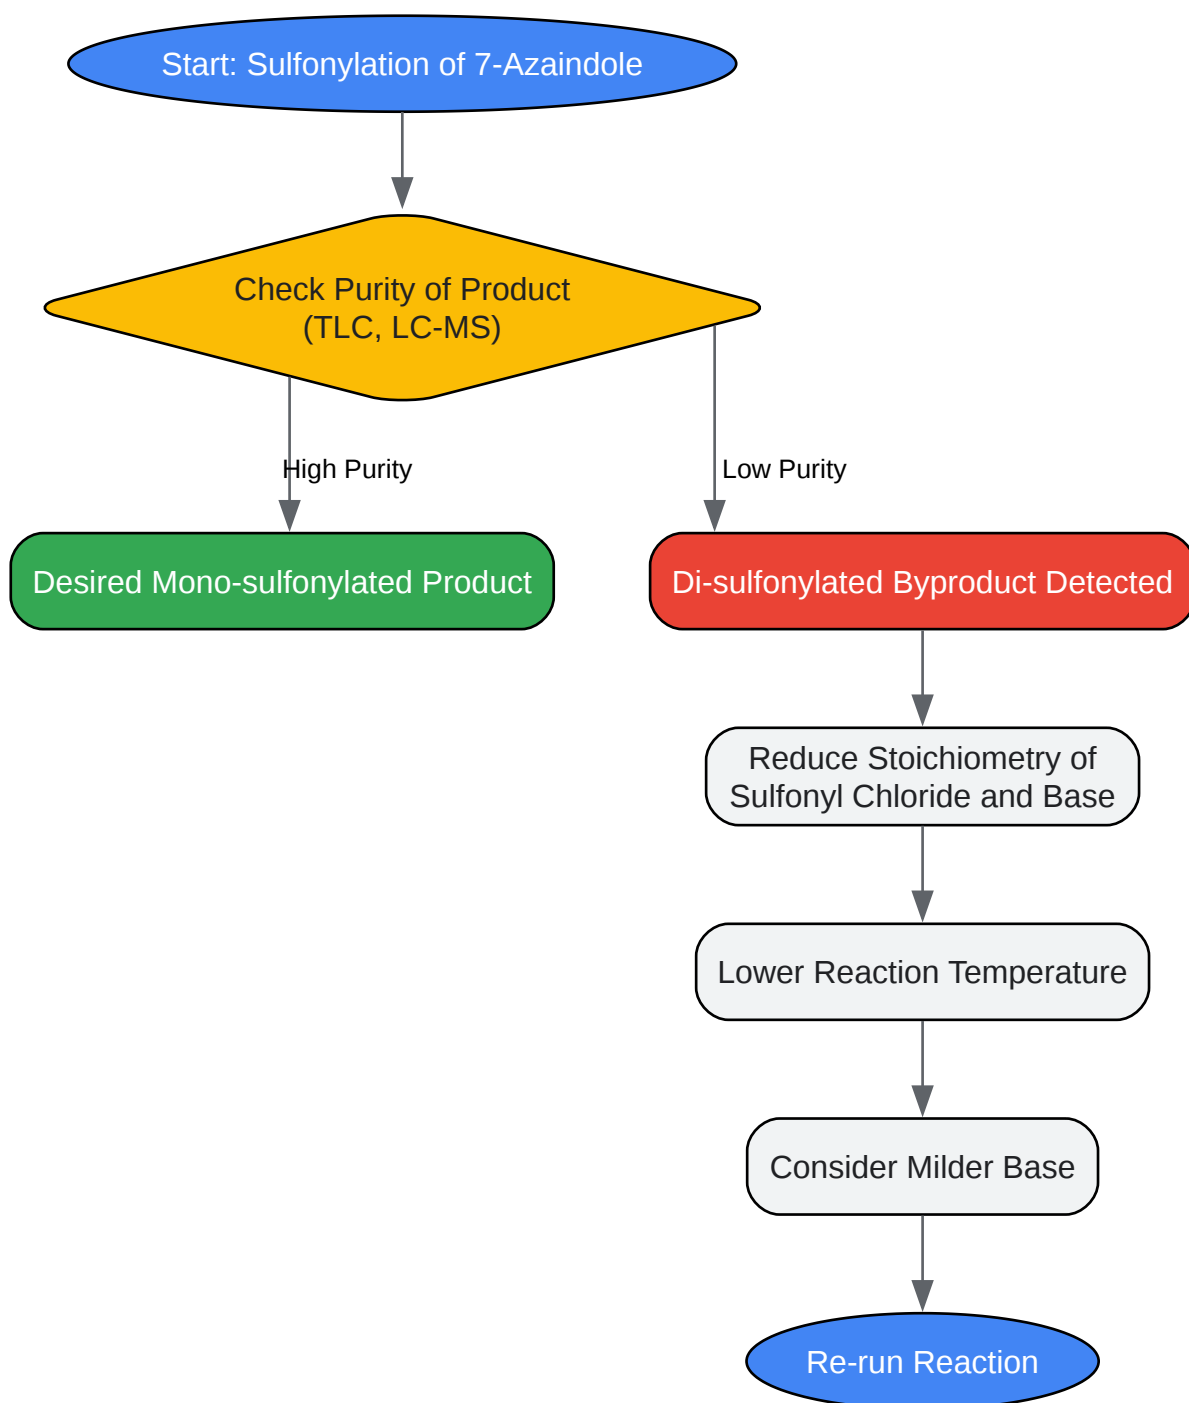 Start: Sulfonylation of 7-Azaindole
Check Purity of Product
(TLC, LC-MS)
High Purity
Low Purity
Desired Mono-sulfonylated Product
Di-sulfonylated Byproduct Detected
Reduce Stoichiometry of
Sulfonyl Chloride and Base
Lower Reaction Temperature
Consider Milder Base
Re-run Reaction